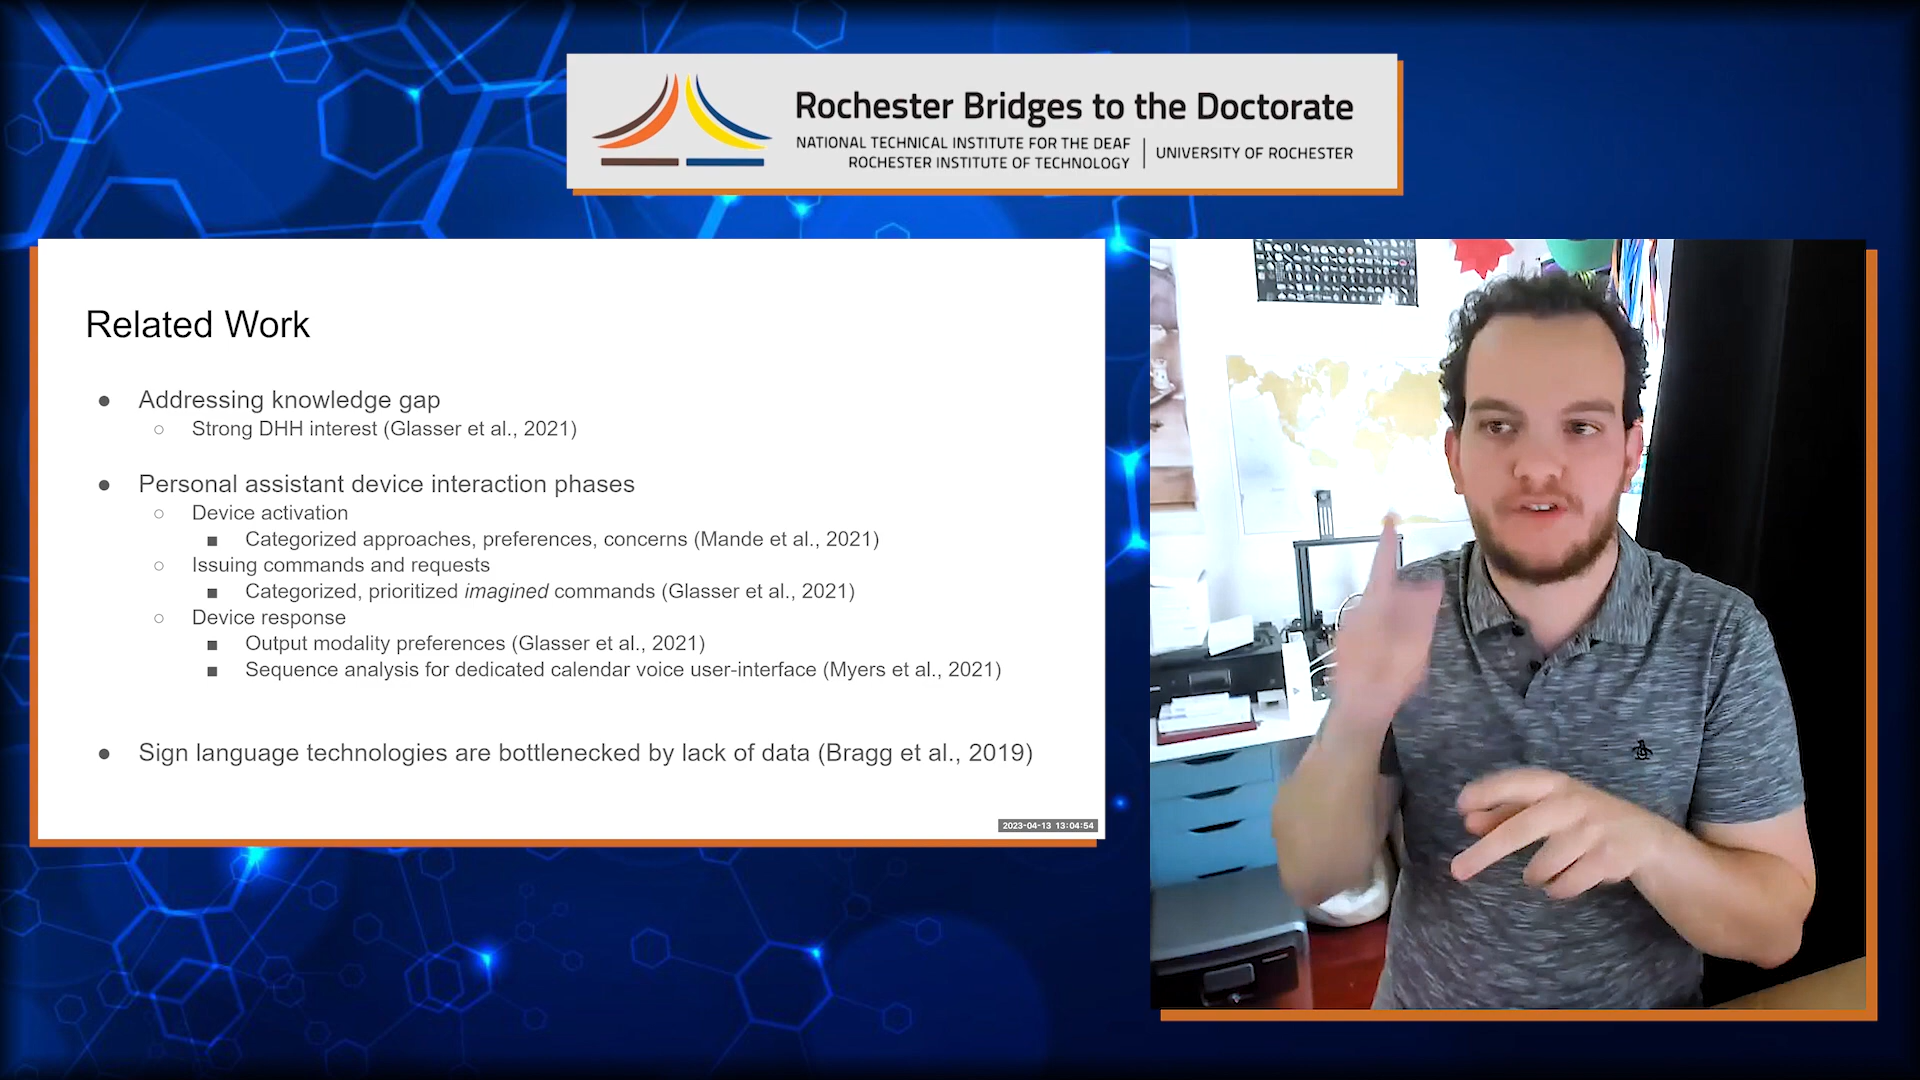 Rochester Bridges to the Doctorate
NATIONAL TECHNICAL INSTITUTE FOR THE DEAF
ROCHESTER INSTITUTE OF TECHNOLOGY
UNIVERSITY OF ROCHESTER
Related Work
● Addressing knowledge gap
○ Strong DHH interest (Glasser et al., 2021)
● Personal assistant device interaction phases
○ Device activation
■ Categorized approaches, preferences, concerns (Mande et al., 2021)
○ Issuing commands and requests
■ Categorized, prioritized imagined commands (Glasser et al., 2021)
○ Device response
■ Output modality preferences (Glasser et al., 2021)
■ Sequence analysis for dedicated calendar voice user-interface (Myers et al., 2021)
● Sign language technologies are bottlenecked by lack of data (Bragg et al., 2019)
2023-04-13 13:04:54